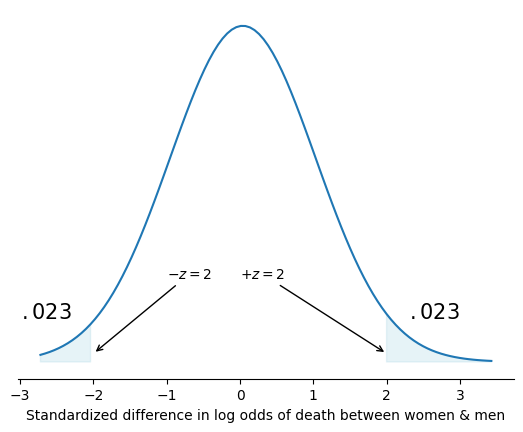 −z = 2 +z = 2
.023 .023
−3 −2 −1 0 1 2 3
Standardized difference in log odds of death between women & men